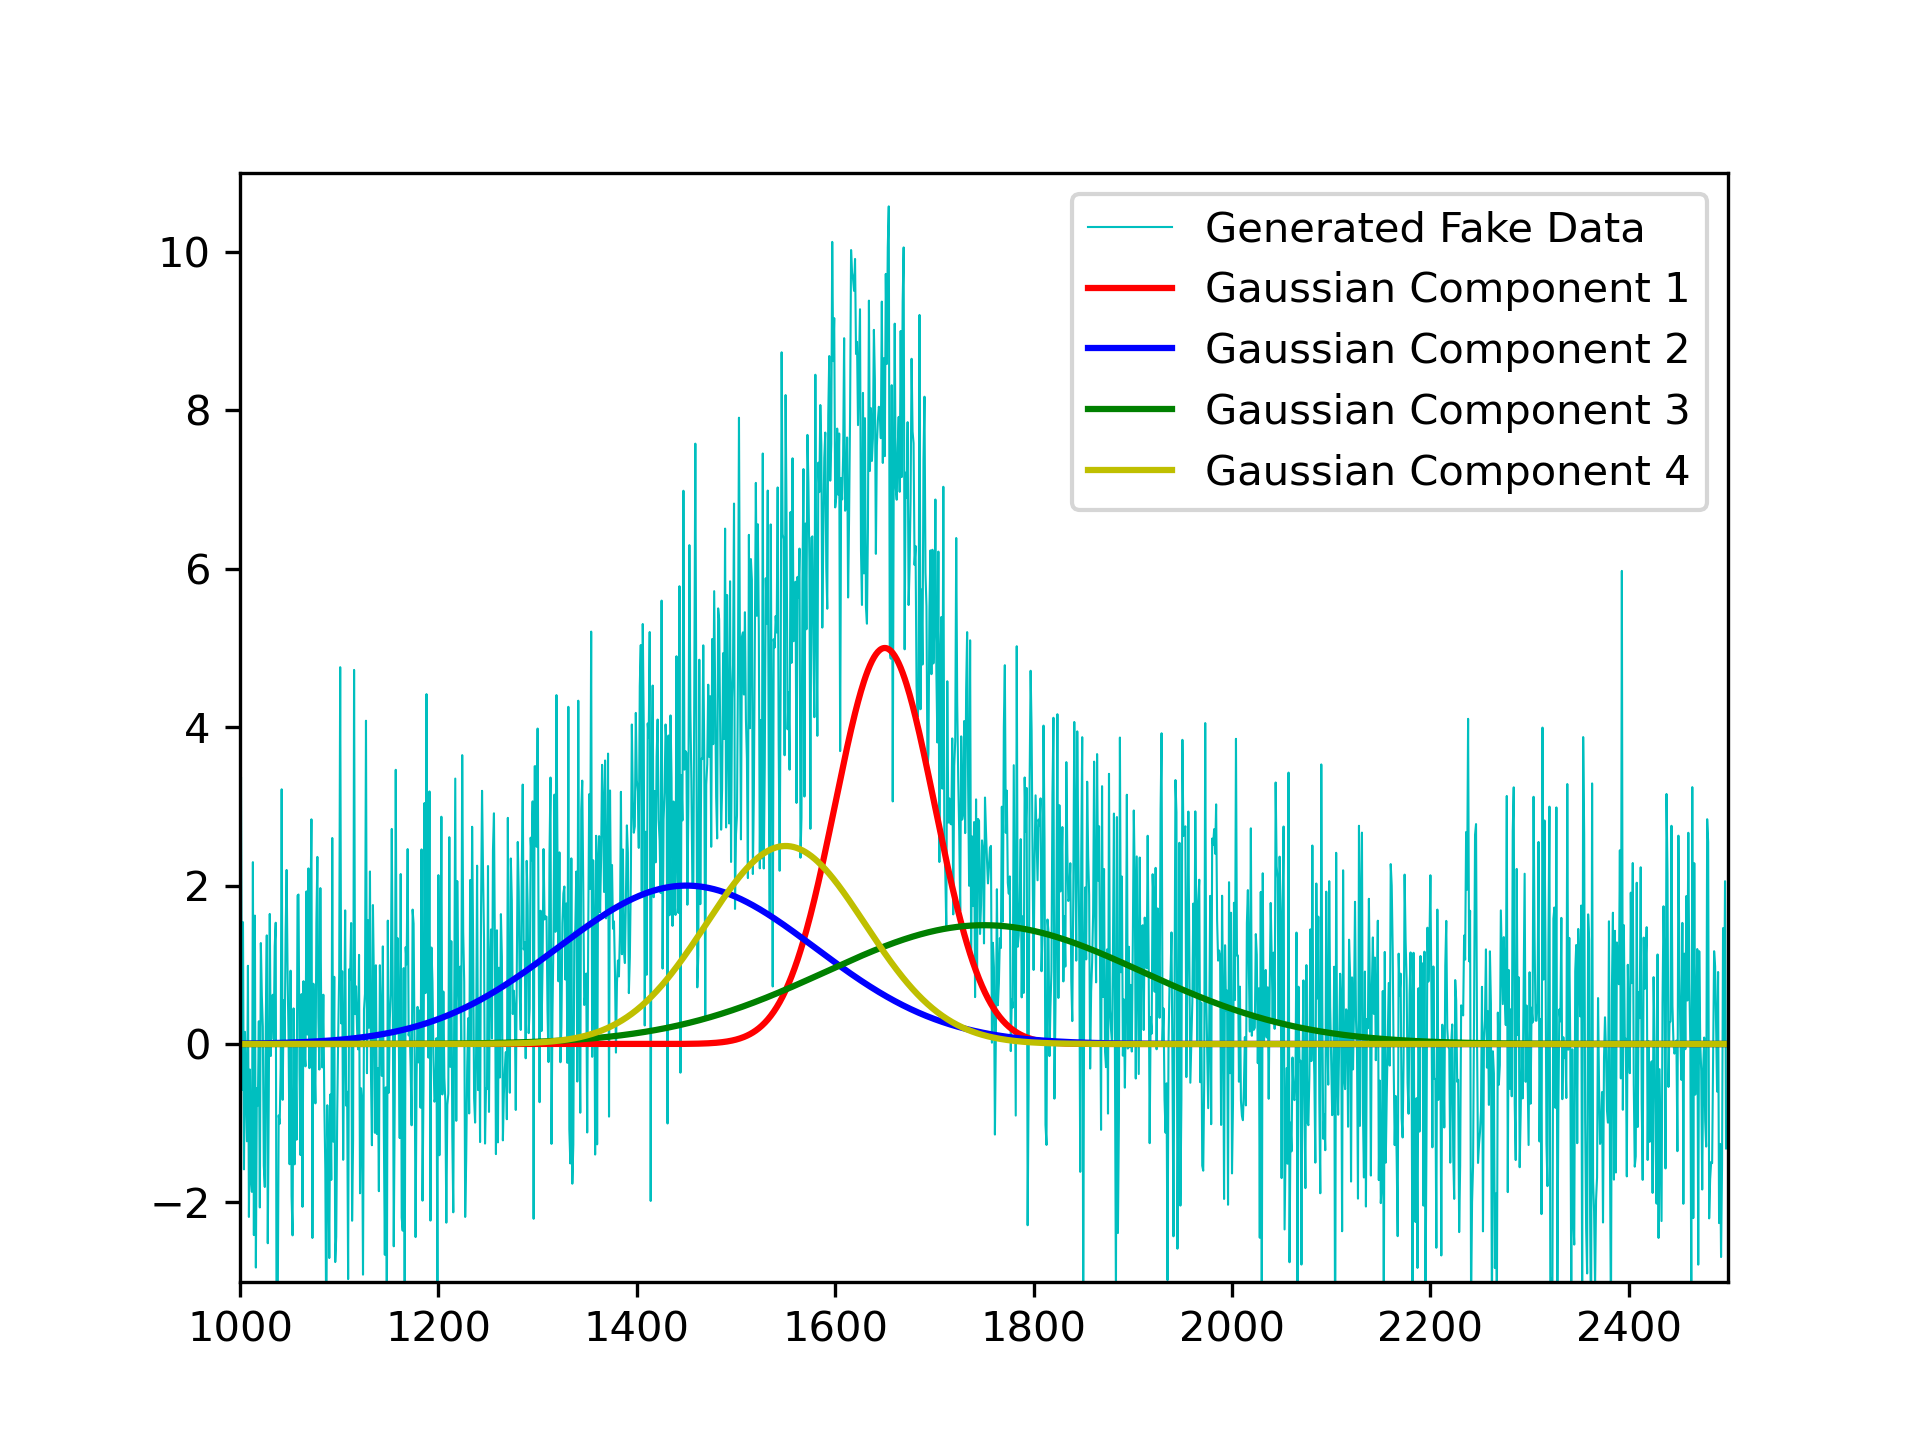 Generated Fake Data
Gaussian Component 1
Gaussian Component 2
Gaussian Component 3
Gaussian Component 4
10
8
6
4
2
0
−2
1000 1200 1400 1600 1800 2000 2200 2400